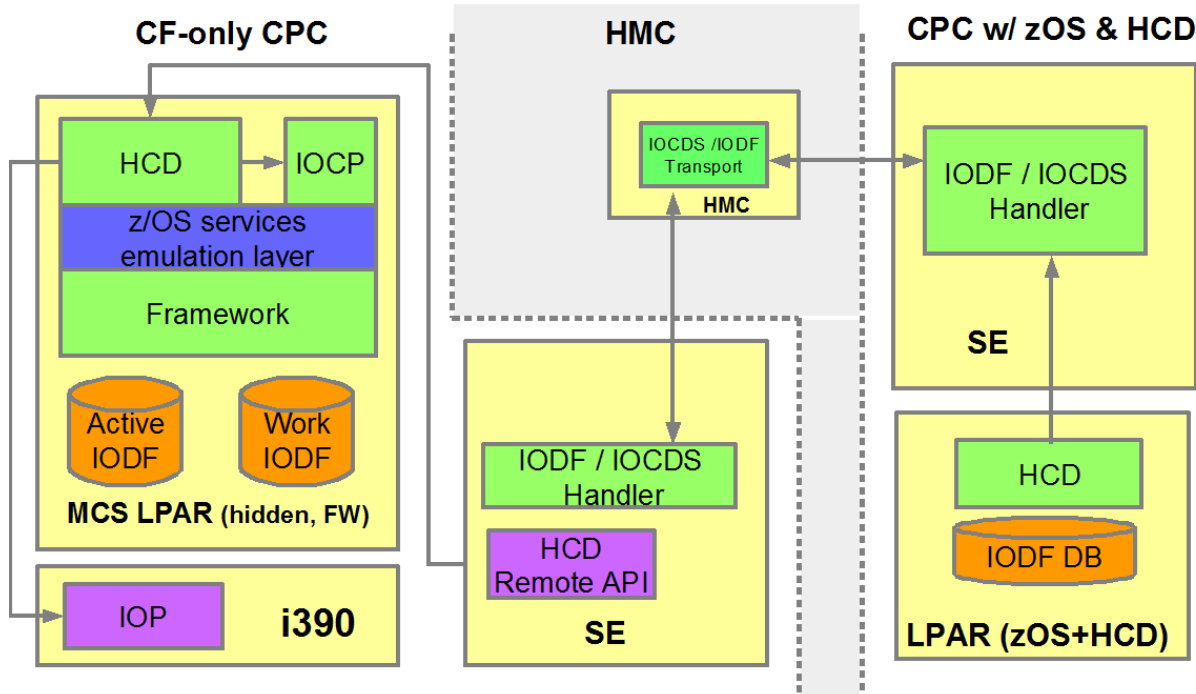 CF-only CPC
HCD
IOCP
z/OS services
emulation layer
Framework
Active
IODF
Work
IODF
MCS LPAR (hidden, FW)
IOP
i390
HMC
IOCDS /IODF
Transport
HMC
IODF / IOCDS
Handler
HCD
Remote API
SE
CPC w/ zOS & HCD
IODF / IOCDS
Handler
SE
HCD
IODF DB
LPAR (zOS+HCD)